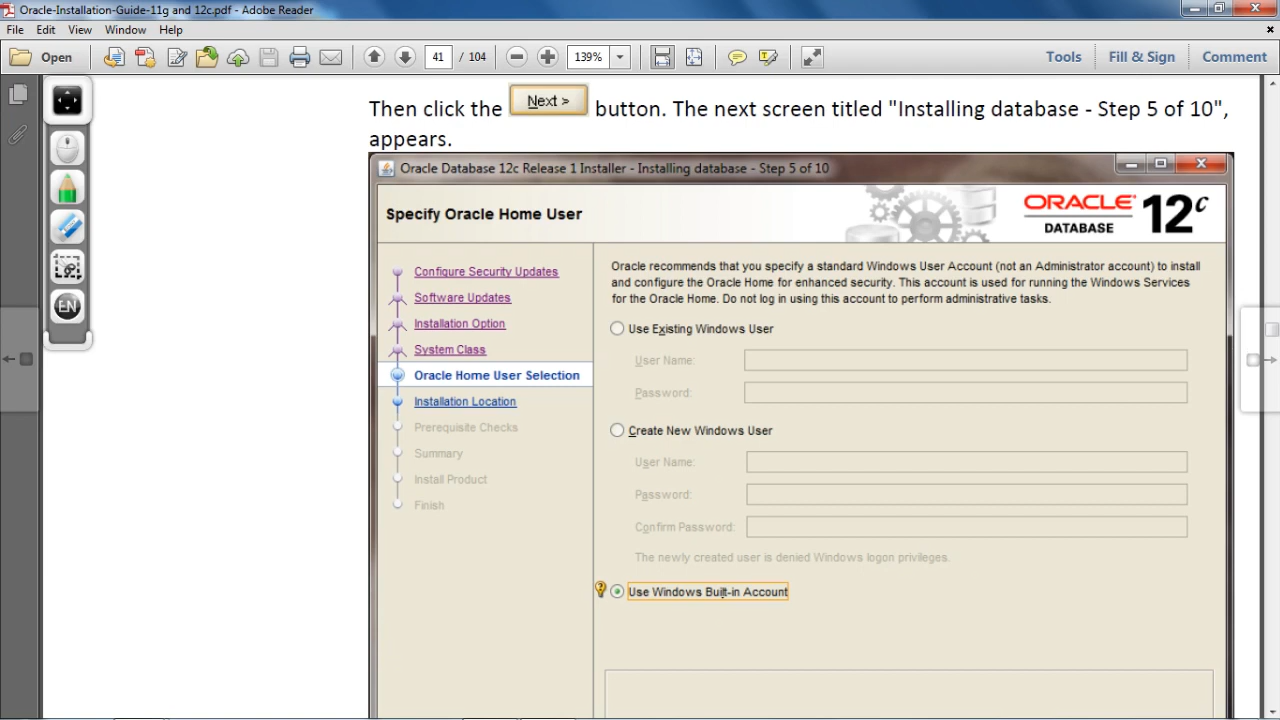 Oracle-Installation-Guide-11g and 12c.pdf - Adobe Reader
File Edit View Window Help
Open 41 / 104 139% Tools Fill & Sign Comment
Then click the Next > button. The next screen titled "Installing database - Step 5 of 10",
appears.
Oracle Database 12c Release 1 Installer - Installing database - Step 5 of 10
Specify Oracle Home User
ORACLE DATABASE 12c
Configure Security Updates
Software Updates
Installation Option
System Class
Oracle Home User Selection
Installation Location
Prerequisite Checks
Summary
Install Product
Finish
Oracle recommends that you specify a standard Windows User Account (not an Administrator account) to install
and configure the Oracle Home for enhanced security. This account is used for running the Windows Services
for the Oracle Home. Do not log in using this account to perform administrative tasks.
Use Existing Windows User
User Name:
Password:
Create New Windows User
User Name:
Password:
Confirm Password:
The newly created user is denied Windows logon privileges.
Use Windows Built-in Account
EN